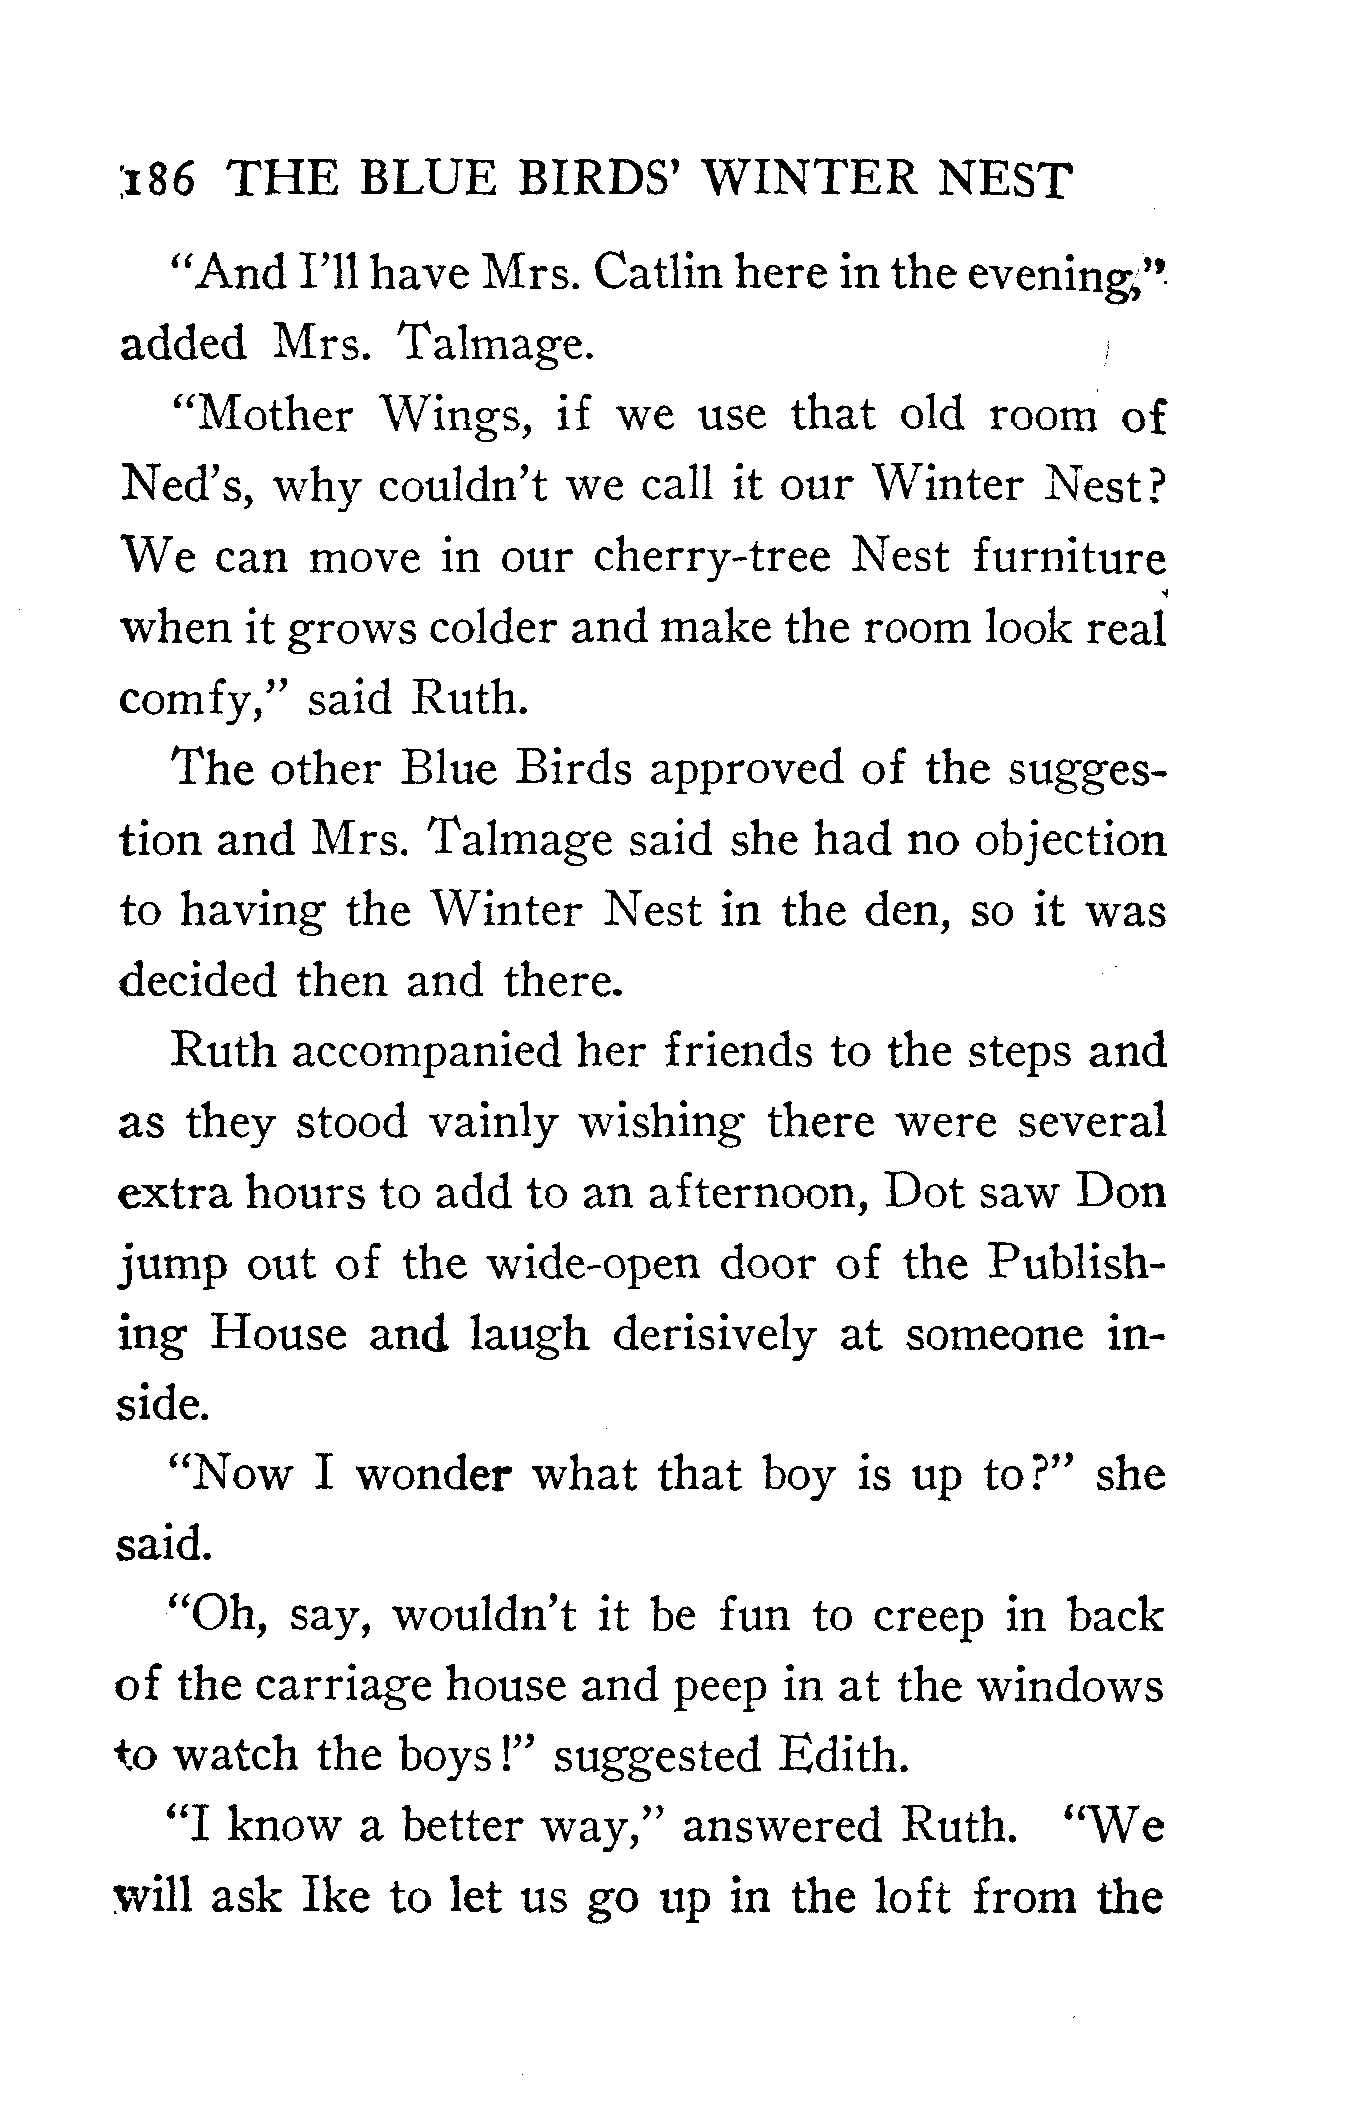 186 THE BLUE BIRDS’ WINTER NEST
“And I’ll have Mrs. Catlin here in the evening,”
added Mrs. Talmage.
“Mother Wings, if we use that old room of
Ned’s, why couldn’t we call it our Winter Nest?
We can move in our cherry-tree Nest furniture
when it grows colder and make the room look real
comfy,” said Ruth.
The other Blue Birds approved of the sugges-
tion and Mrs. Talmage said she had no objection
to having the Winter Nest in the den, so it was
decided then and there.
Ruth accompanied her friends to the steps and
as they stood vainly wishing there were several
extra hours to add to an afternoon, Dot saw Don
jump out of the wide-open door of the Publish-
ing House and laugh derisively at someone in-
side.
“Now I wonder what that boy is up to?” she
said.
“Oh, say, wouldn’t it be fun to creep in back
of the carriage house and peep in at the windows
to watch the boys!” suggested Edith.
“I know a better way,” answered Ruth. “We
will ask Ike to let us go up in the loft from the